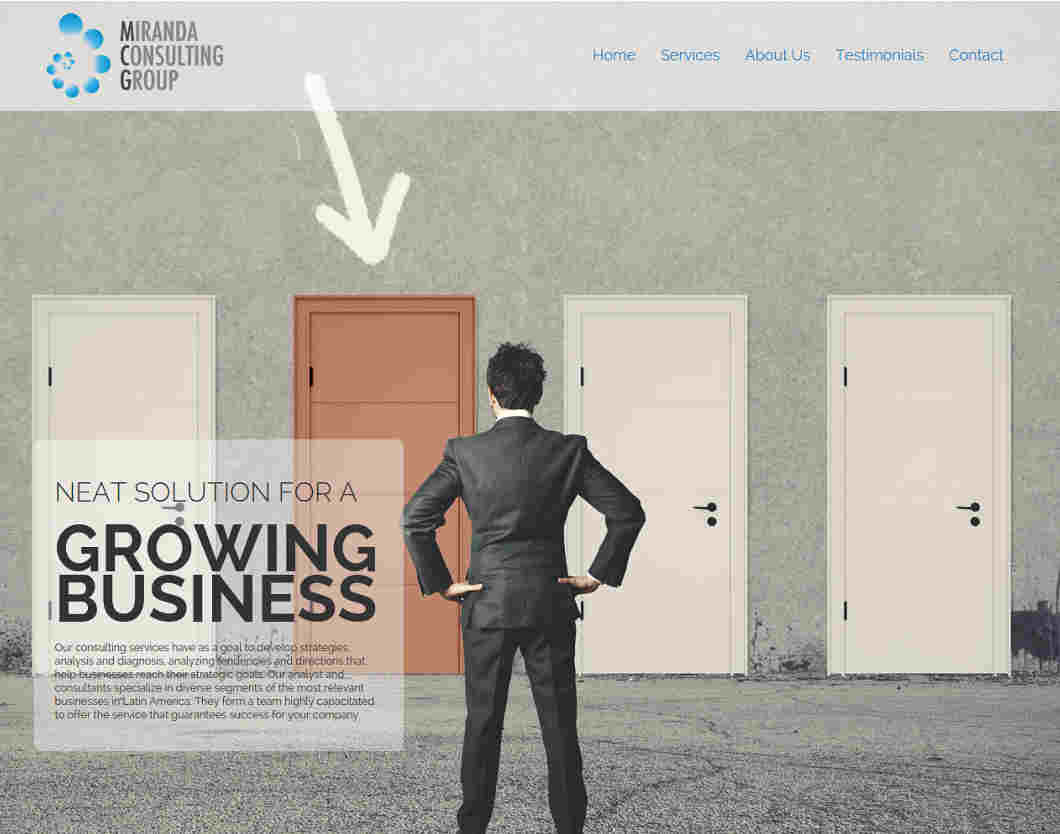 MIRANDA
CONSULTING
GROUP
Home Services About Us Testimonials Contact
NEAT SOLUTION FOR A
GROWING
BUSINESS
Our consulting services have as a goal to develop strategies,
analysis and diagnosis, analyzing tendencies and directions that
help businesses reach their strategic goals. Our analyst and
consultants specialize in diverse segments of the most relevant
businesses in Latin America. They form a team highly capacitated
to offer the service that guarantees success for your company.